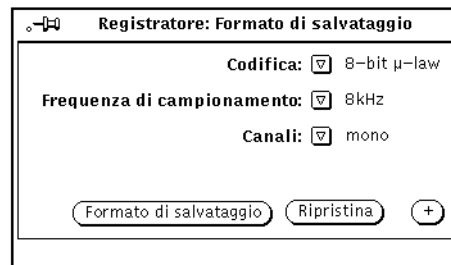 Registratore: Formato di salvataggio
Codifica: 8-bit µ-law
Frequenza di campionamento: 8kHz
Canali: mono
Formato di salvataggio Ripristina +